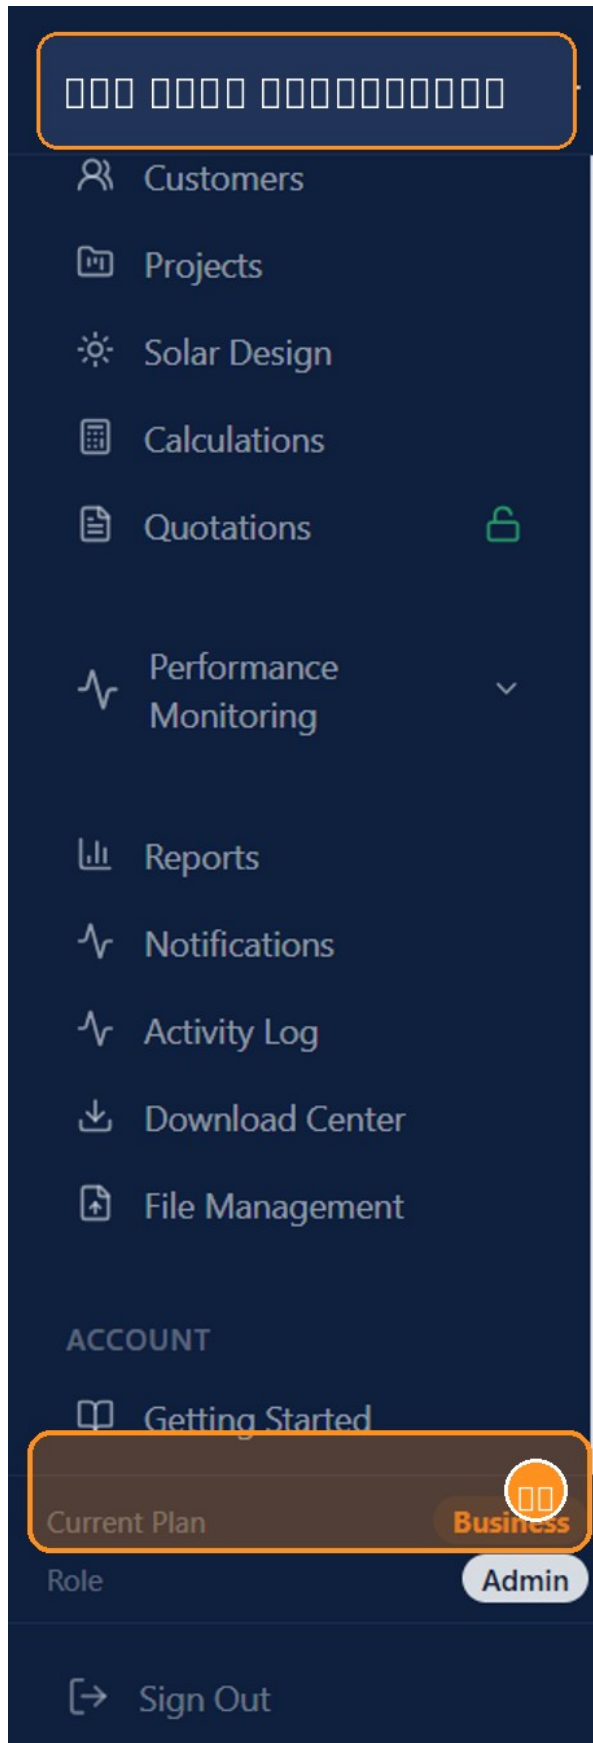 Customers
Projects
Solar Design
Calculations
Quotations
Performance
Monitoring
Reports
Notifications
Activity Log
Download Center
File Management
ACCOUNT
Getting Started
Current Plan Business
Role Admin
Sign Out